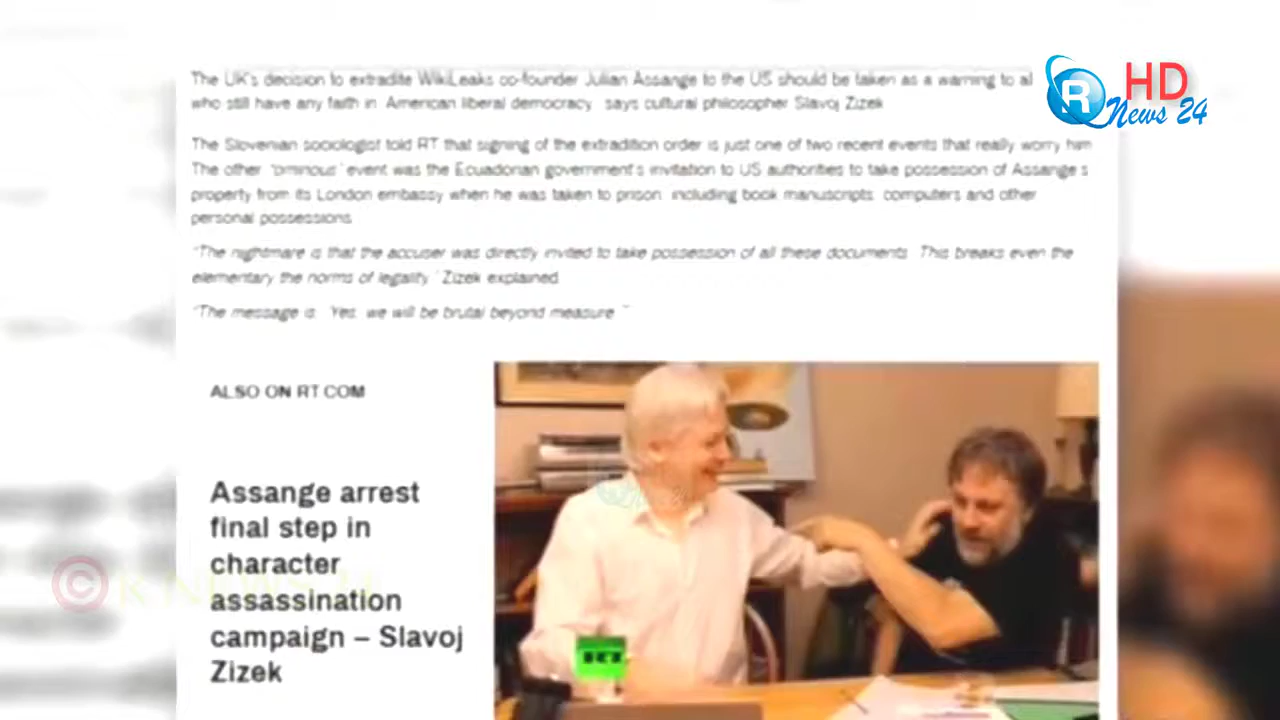 The UK's decision to extradite WikiLeaks co-founder Julian Assange to the US should be taken as a warning to all
who still have any faith in American liberal democracy says cultural philosopher Slavoj Zizek
The Slovenian sociologist told RT that signing of the extradition order is just one of two recent events that really worry him
The other "ominous" event was the Ecuadorian government's invitation to US authorities to take possession of Assange's
property from its London embassy when he was taken to prison including book manuscripts computers and other
personal possessions
"The nightmare is that the accuser was directly invited to take possession of all these documents This breaks even the
elementary the norms of legality" Zizek explained
"The message is 'Yes we will be brutal beyond measure'"
ALSO ON RT COM
Assange arrest
final step in
character
assassination
campaign – Slavoj
Zizek
RT
R HD
News 24
© R NEWS 24